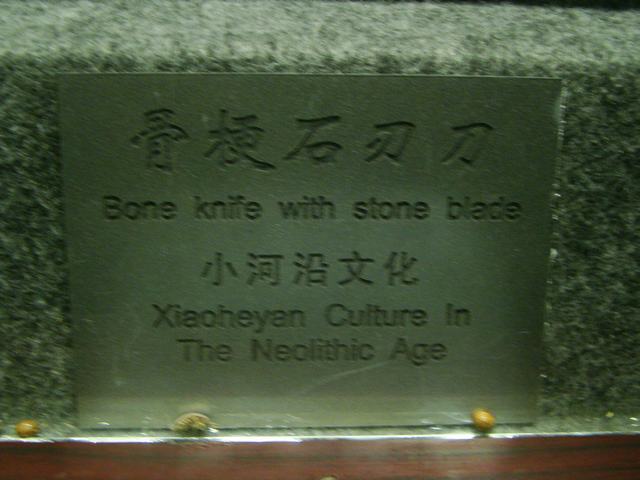 骨梗石刃刀
Bone knife with stone blade
小河沿文化
Xiaoheyan Culture In
The Neolithic Age